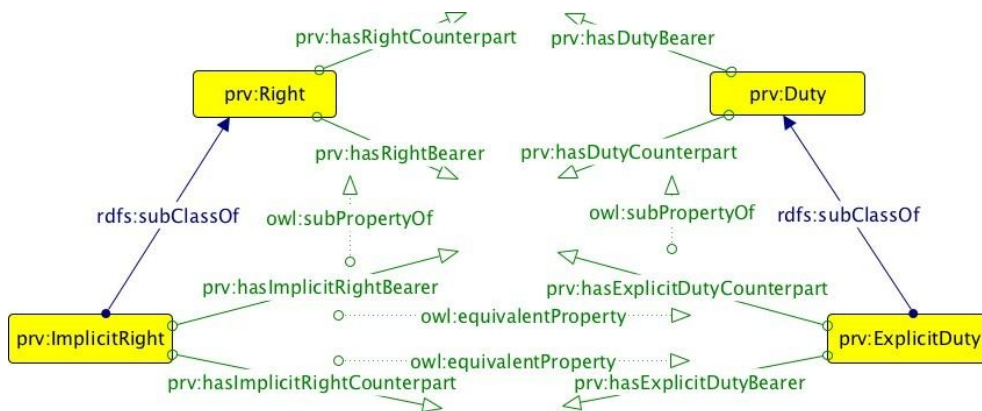 prv:hasRightCounterpart
prv:hasDutyBearer
prv:Right
prv:Duty
prv:hasRightBearer
prv:hasDutyCounterpart
rdfs:subClassOf
owl:subPropertyOf
owl:subPropertyOf
rdfs:subClassOf
prv:hasImplicitRightBearer
prv:hasExplicitDutyCounterpart
owl:equivalentProperty
prv:ImplicitRight
prv:ExplicitDuty
owl:equivalentProperty
prv:hasImplicitRightCounterpart
prv:hasExplicitDutyBearer